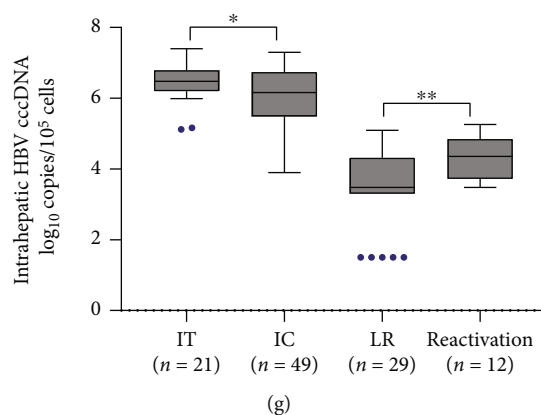 8
6
4
2
0
Intrahepatic HBV cccDNA
log₁₀ copies/10⁵ cells
*
**
IT
(n = 21)
IC
(n = 49)
LR
(n = 29)
Reactivation
(n = 12)
(g)